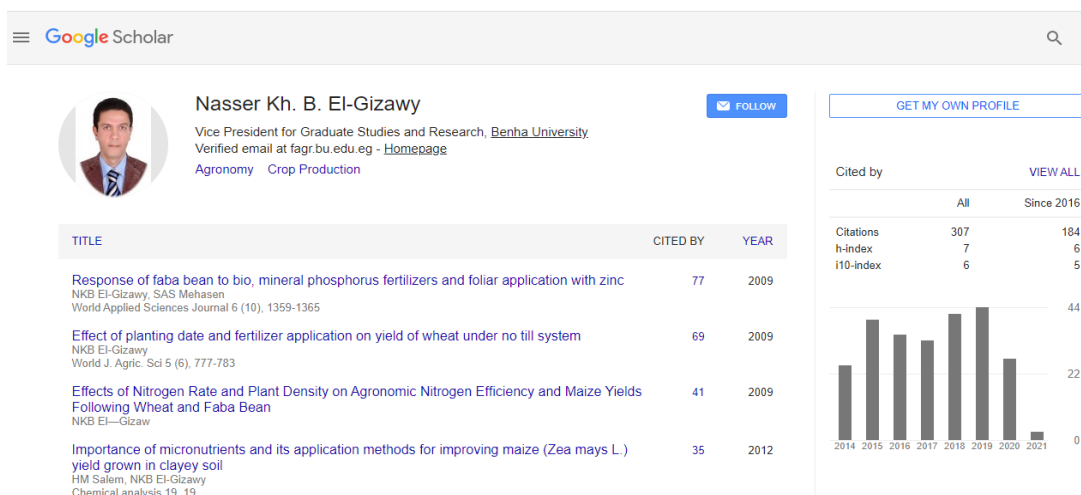 Google Scholar
Nasser Kh. B. El-Gizawy
FOLLOW
Vice President for Graduate Studies and Research, Benha University
Verified email at fagr.bu.edu.eg - Homepage
Agronomy Crop Production
TITLE CITED BY YEAR
Response of faba bean to bio, mineral phosphorus fertilizers and foliar application with zinc 77 2009
NKB El-Gizawy, SAS Mehasen
World Applied Sciences Journal 6 (10), 1359-1365
Effect of planting date and fertilizer application on yield of wheat under no till system 69 2009
NKB El-Gizawy
World J. Agric. Sci 5 (6), 777-783
Effects of Nitrogen Rate and Plant Density on Agronomic Nitrogen Efficiency and Maize Yields 41 2009
Following Wheat and Faba Bean
NKB El—Gizaw
Importance of micronutrients and its application methods for improving maize (Zea mays L.) 35 2012
yield grown in clayey soil
HM Salem, NKB El-Gizawy
Chemical analysis 19, 19
GET MY OWN PROFILE
Cited by VIEW ALL
All Since 2016
Citations 307 184
h-index 7 6
i10-index 6 5
44
22
0
2014 2015 2016 2017 2018 2019 2020 2021